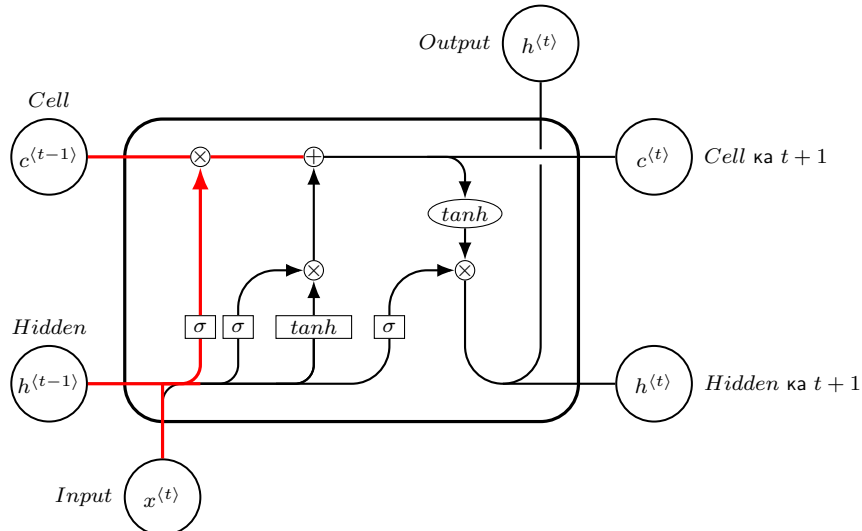 Output h⟨t⟩
Cell
c⟨t−1⟩ × + c⟨t⟩ Cell ка t + 1
tanh
× ×
Hidden σ σ tanh σ
h⟨t−1⟩ h⟨t⟩ Hidden ка t + 1
Input x⟨t⟩